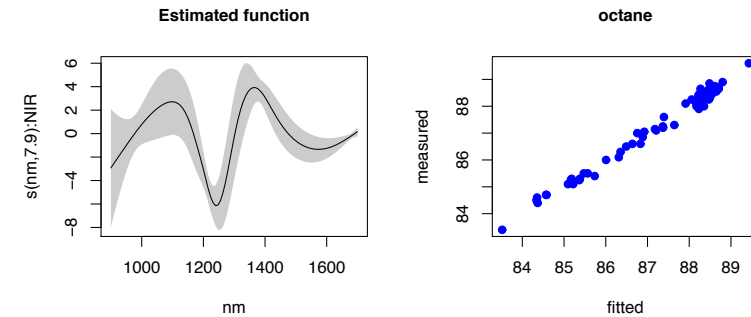 Estimated function
s(nm,7.9):NIR
6
4
2
0
−4
−8
1000 1200 1400 1600
nm
octane
measured
88
86
84
84 85 86 87 88 89
fitted